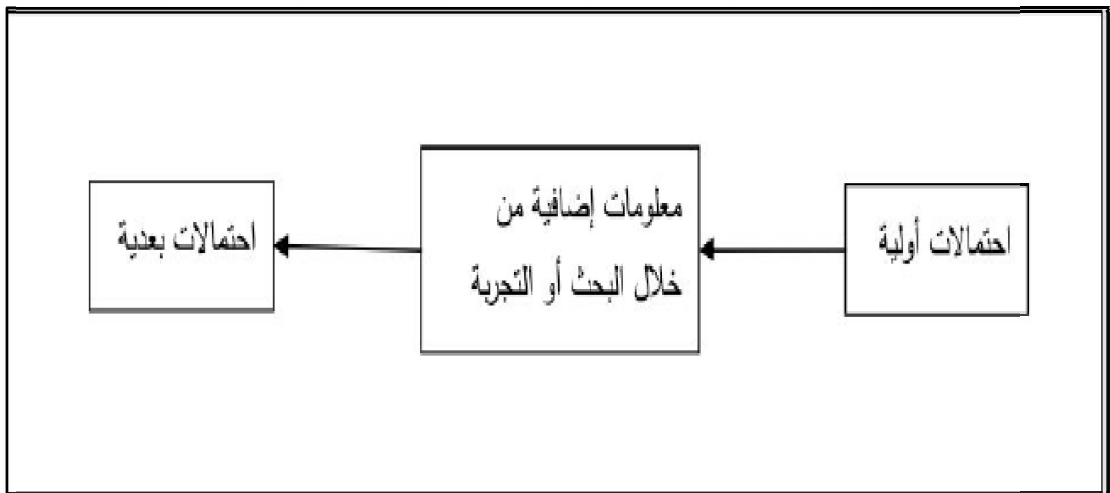 احتمالات أولية
معلومات إضافية من
خلال البحث أو التجربة
احتمالات بعدية